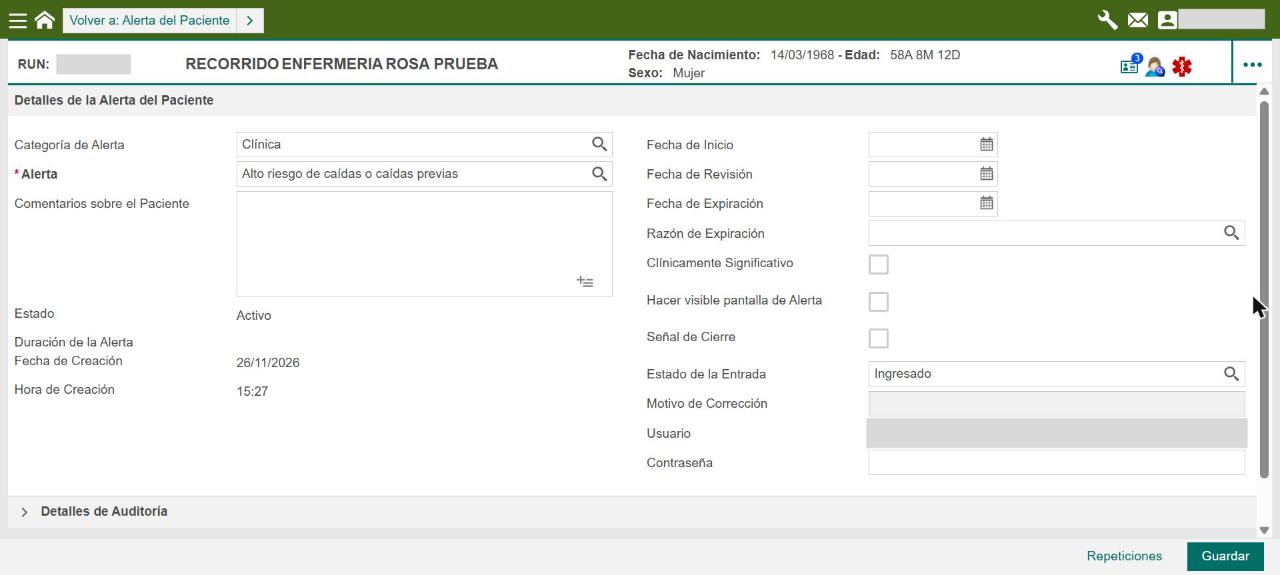 Volver a: Alerta del Paciente
RUN:
RECORRIDO ENFERMERIA ROSA PRUEBA
Fecha de Nacimiento: 14/03/1968 - Edad: 58A 8M 12D
Sexo: Mujer
3
Detalles de la Alerta del Paciente
Categoría de Alerta
Clínica
* Alerta
Alto riesgo de caídas o caídas previas
Comentarios sobre el Paciente
Estado
Activo
Duración de la Alerta
Fecha de Creación
26/11/2026
Hora de Creación
15:27
Fecha de Inicio
Fecha de Revisión
Fecha de Expiración
Razón de Expiración
Clínicamente Significativo
Hacer visible pantalla de Alerta
Señal de Cierre
Estado de la Entrada
Ingresado
Motivo de Corrección
Usuario
Contraseña
Detalles de Auditoría
Repeticiones
Guardar